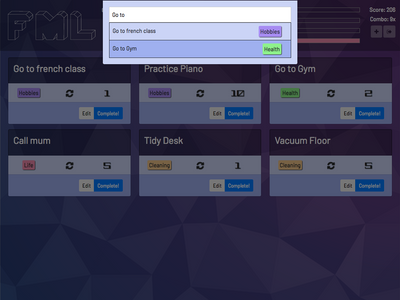 PML
Score: 205
Combo: 9x
Go to
Go to french class
Hobbies
Go to Gym
Health
Go to french class
Practice Piano
Go to Gym
Hobbies 1
Hobbies 10
Health 2
Edit Complete!
Edit Complete!
Edit Complete!
Call mum
Tidy Desk
Vacuum Floor
Life 5
Cleaning 1
Cleaning 5
Edit Complete!
Edit Complete!
Edit Complete!